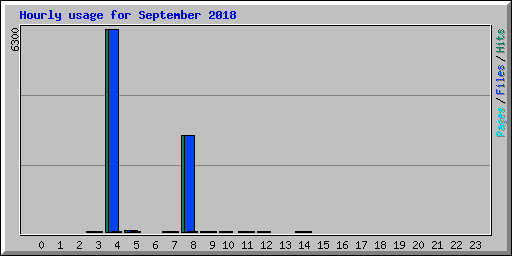 Hourly usage for September 2018
6300
Pages/Files/Hits
0 1 2 3 4 5 6 7 8 9 10 11 12 13 14 15 16 17 18 19 20 21 22 23